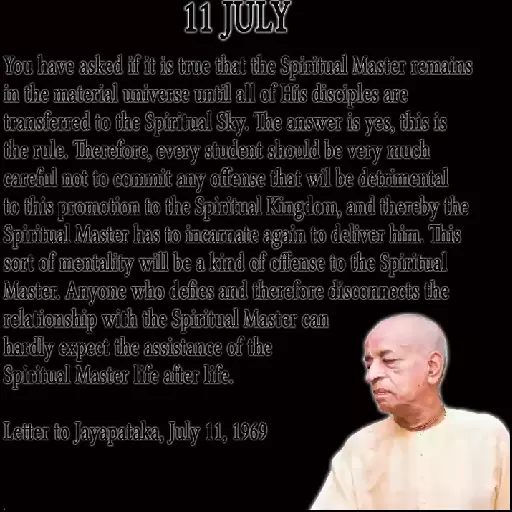 11 JULY
You have asked if it is true that the Spiritual Master remains
in the material universe until all of His disciples are
transferred to the Spiritual Sky. The answer is yes, this is
the rule. Therefore, every student should be very much
careful not to commit any offense that wil be detrimental
to this promotion to the Spiritual Kingdom, and thereby the
Spiritual Master has to incarnate again to deliver him. This
sort of mentality will be a kind of offense to the Spiritual
Master. Anyone who defies and therefore disconnects the
relationship with the Spiritual Master can
hardly expect the assistance of the
Spiritual Master life after life.
Letter to Jayapataka, July 11, 1969